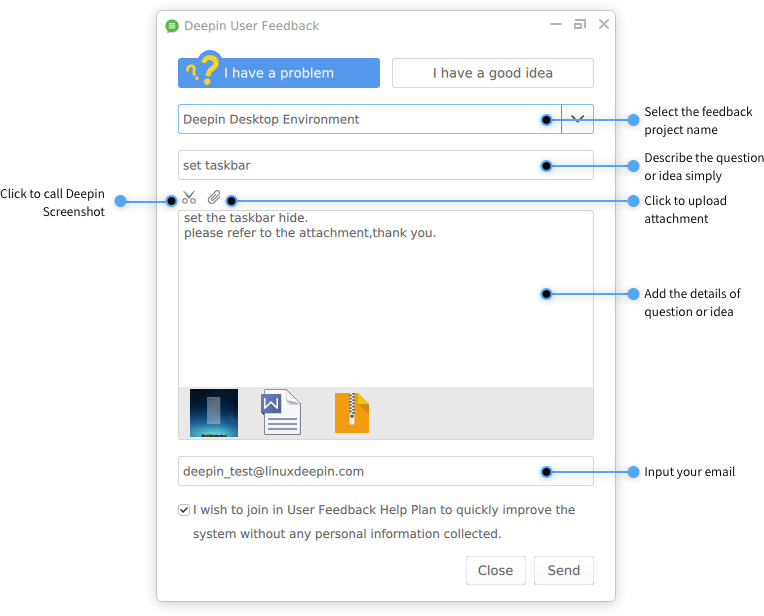 Deepin User Feedback
I have a problem
I have a good idea
Deepin Desktop Environment
Select the feedback
project name
set taskbar
Describe the question
or idea simply
Click to call Deepin
Screenshot
Click to upload
attachment
set the taskbar hide.
please refer to the attachment,thank you.
Add the details of
question or idea
W
deepin_test@linuxdeepin.com
Input your email
I wish to join in User Feedback Help Plan to quickly improve the
system without any personal information collected.
Close
Send